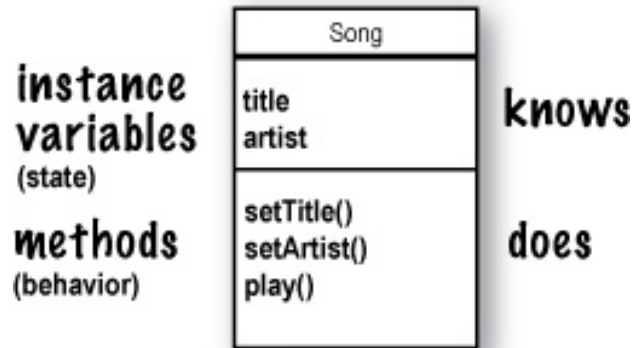 Song
instance
variables
(state)
title
artist
knows
methods
(behavior)
setTitle()
setArtist()
play()
does